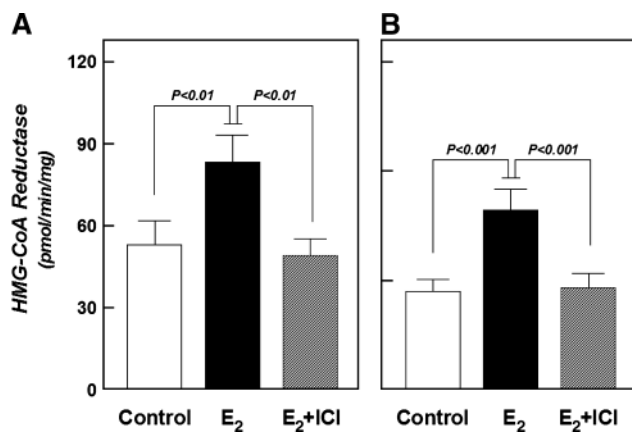 A
B
HMG-CoA Reductase
(pmol/min/mg)
120
90
60
30
0
P<0.01
P<0.01
P<0.001
P<0.001
Control
E₂
E₂+ICI
Control
E₂
E₂+ICI